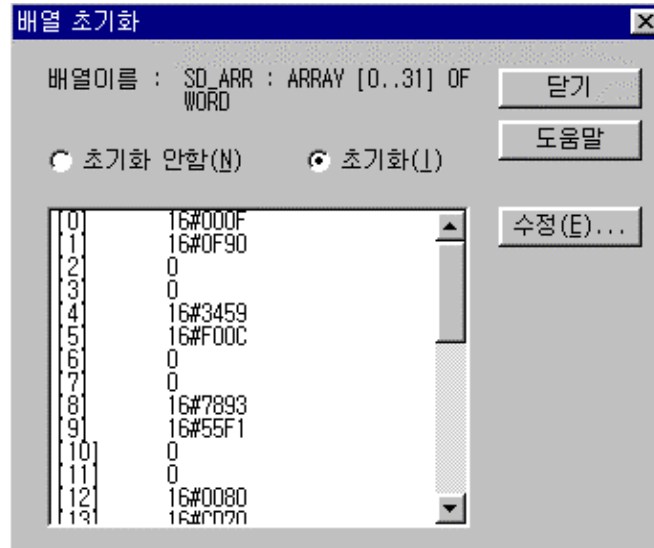 배열 초기화
배열이름 : SD_ARR : ARRAY [0..31] OF
WORD
닫기
도움말
초기화 안함(N) 초기화(I)
수정(E)...
[0] 16#000F
[1] 16#0F90
[2] 0
[3] 0
[4] 16#3459
[5] 16#F00C
[6] 0
[7] 0
[8] 16#7893
[9] 16#55F1
[10] 0
[11] 0
[12] 16#0080
[13] 16#CD70